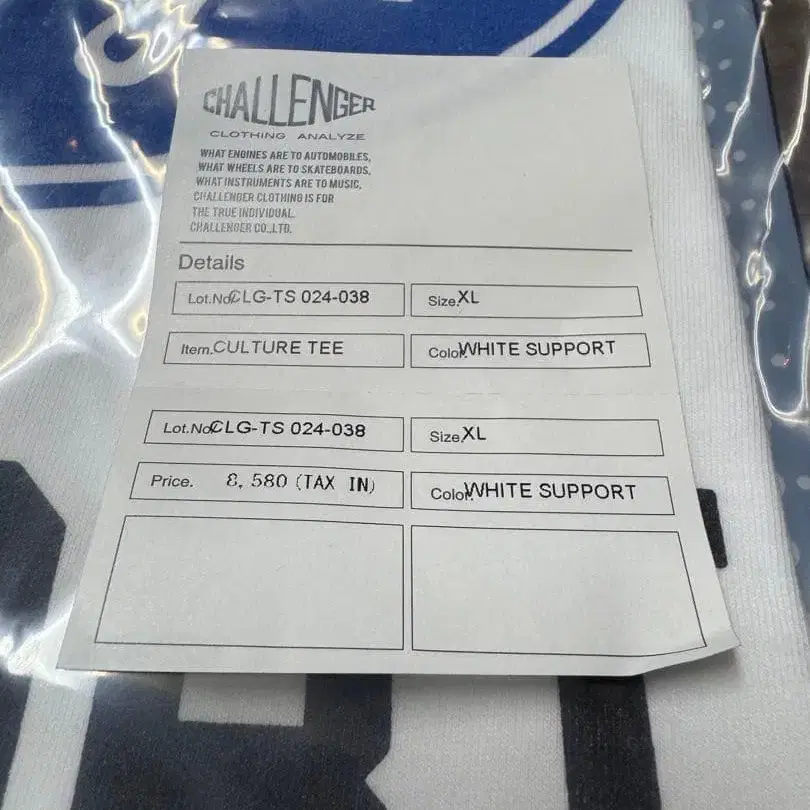 CHALLENGER
CLOTHING ANALYZE
WHAT ENGINES ARE TO AUTOMOBILES,
WHAT WHEELS ARE TO SKATEBOARDS,
WHAT INSTRUMENTS ARE TO MUSIC,
CHALLENGER CLOTHING IS FOR
THE TRUE INDIVIDUAL.
CHALLENGER CO.,LTD.
Details
Lot.No. CLG-TS 024-038 Size. XL
Item. CULTURE TEE Color. WHITE SUPPORT
Lot.No. CLG-TS 024-038 Size. XL
Price. 8,580 (TAX IN) Color. WHITE SUPPORT